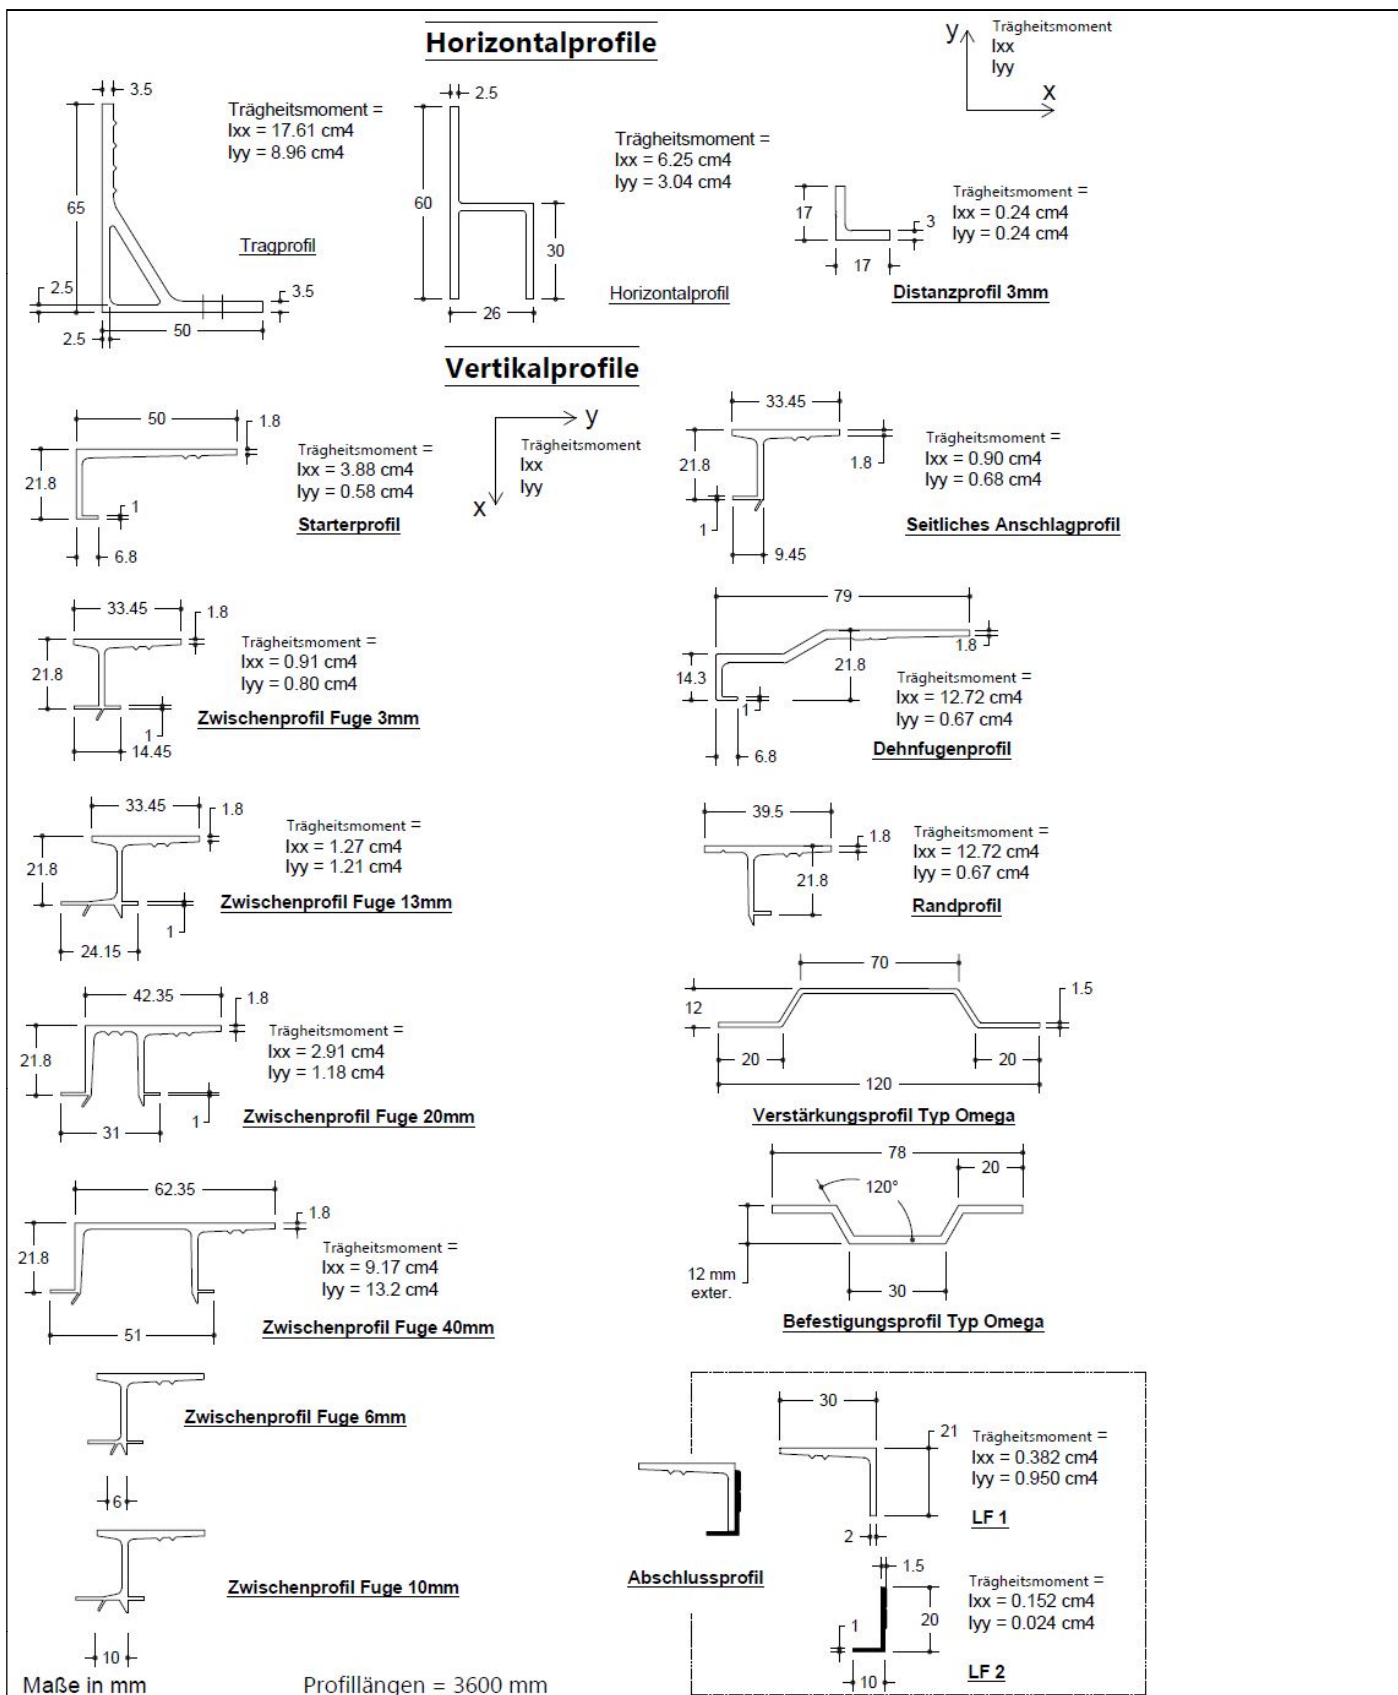 Horizontalprofile
y
x
Trägheitsmoment
Ixx
Iyy
3.5
65
2.5
2.5
50
3.5
Trägheitsmoment =
Ixx = 17.61 cm4
Iyy = 8.96 cm4
Tragprofil
2.5
60
30
26
Trägheitsmoment =
Ixx = 6.25 cm4
Iyy = 3.04 cm4
Horizontalprofil
17
3
17
Trägheitsmoment =
Ixx = 0.24 cm4
Iyy = 0.24 cm4
Distanzprofil 3mm
Vertikalprofile
50
1.8
21.8
1
6.8
Trägheitsmoment =
Ixx = 3.88 cm4
Iyy = 0.58 cm4
Starterprofil
y
x
Trägheitsmoment
Ixx
Iyy
33.45
21.8
1.8
1
9.45
Trägheitsmoment =
Ixx = 0.90 cm4
Iyy = 0.68 cm4
Seitliches Anschlagprofil
33.45
1.8
21.8
1
14.45
Trägheitsmoment =
Ixx = 0.91 cm4
Iyy = 0.80 cm4
Zwischenprofil Fuge 3mm
79
1.8
14.3
21.8
1
6.8
Trägheitsmoment =
Ixx = 12.72 cm4
Iyy = 0.67 cm4
Dehnfugenprofil
33.45
1.8
21.8
1
24.15
Trägheitsmoment =
Ixx = 1.27 cm4
Iyy = 1.21 cm4
Zwischenprofil Fuge 13mm
39.5
1.8
21.8
Trägheitsmoment =
Ixx = 12.72 cm4
Iyy = 0.67 cm4
Randprofil
42.35
1.8
21.8
1
31
Trägheitsmoment =
Ixx = 2.91 cm4
Iyy = 1.18 cm4
Zwischenprofil Fuge 20mm
70
12
1.5
20
20
120
Verstärkungsprofil Typ Omega
62.35
1.8
21.8
51
Trägheitsmoment =
Ixx = 9.17 cm4
Iyy = 13.2 cm4
Zwischenprofil Fuge 40mm
78
20
120°
12 mm
exter.
30
Befestigungsprofil Typ Omega
Zwischenprofil Fuge 6mm
6
Zwischenprofil Fuge 10mm
10
Abschlussprofil
30
21
2
Trägheitsmoment =
Ixx = 0.382 cm4
Iyy = 0.950 cm4
LF 1
1.5
1
20
10
Trägheitsmoment =
Ixx = 0.152 cm4
Iyy = 0.024 cm4
LF 2
Maße in mm
Profillängen = 3600 mm